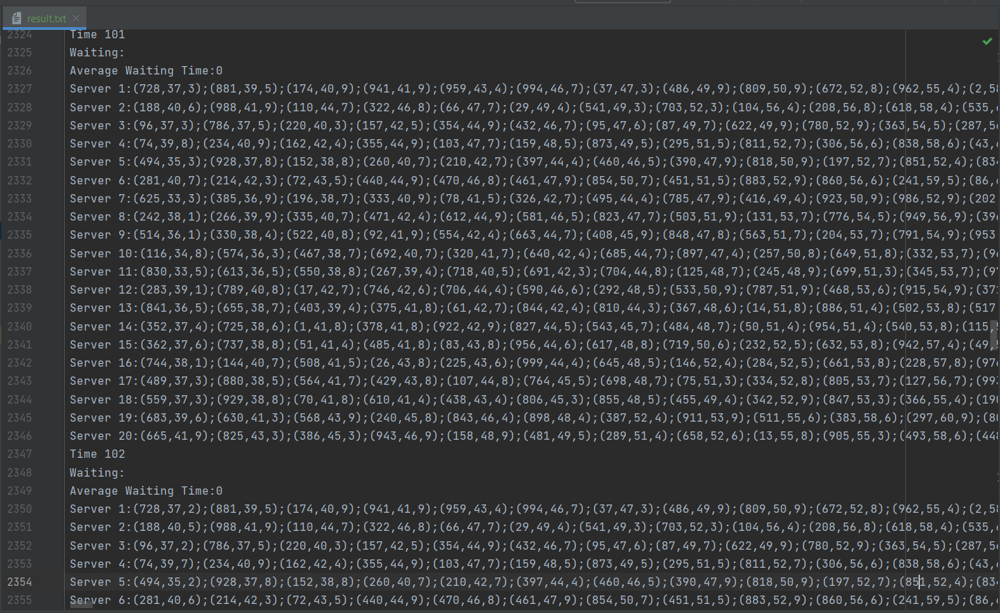 result.txt
2324 Time 101
2325 Waiting:
2326 Average Waiting Time:0
2327 Server 1:(728,37,3);(881,39,5);(174,40,9);(941,41,9);(959,43,4);(994,46,7);(37,47,3);(486,49,9);(809,50,9);(672,52,8);(962,55,4);(2,58
2328 Server 2:(188,40,6);(988,41,9);(110,44,7);(322,46,8);(66,47,7);(29,49,4);(541,49,3);(703,52,3);(104,56,4);(208,56,8);(618,58,4);(535,
2329 Server 3:(96,37,3);(786,37,5);(220,40,3);(157,42,5);(354,44,9);(432,46,7);(95,47,6);(87,49,7);(622,49,9);(780,52,9);(363,54,5);(287,56
2330 Server 4:(74,39,8);(234,40,9);(162,42,4);(355,44,9);(103,47,7);(159,48,5);(873,49,5);(295,51,5);(811,52,7);(306,56,6);(838,58,6);(43,
2331 Server 5:(494,35,3);(928,37,8);(152,38,8);(260,40,7);(210,42,7);(397,44,4);(460,46,5);(390,47,9);(818,50,9);(197,52,7);(851,52,4);(834
2332 Server 6:(281,40,7);(214,42,3);(72,43,5);(440,44,9);(470,46,8);(461,47,9);(854,50,7);(451,51,5);(883,52,9);(860,56,6);(241,59,5);(86,
2333 Server 7:(625,33,3);(385,36,9);(196,38,7);(333,40,9);(78,41,5);(326,42,7);(495,44,4);(785,47,9);(416,49,4);(923,50,9);(986,52,9);(202
2334 Server 8:(242,38,1);(266,39,9);(335,40,7);(471,42,4);(612,44,9);(581,46,5);(823,47,7);(503,51,9);(131,53,7);(776,54,5);(949,56,9);(396
2335 Server 9:(514,36,1);(330,38,4);(522,40,8);(92,41,9);(554,42,4);(663,44,7);(408,45,9);(848,47,8);(563,51,7);(204,53,7);(791,54,9);(953
2336 Server 10:(116,34,8);(574,36,3);(467,38,7);(692,40,7);(320,41,7);(640,42,4);(685,44,7);(897,47,4);(257,50,8);(649,51,8);(332,53,7);(9
2337 Server 11:(830,33,5);(613,36,5);(550,38,8);(267,39,4);(718,40,5);(691,42,3);(704,44,8);(125,48,7);(245,48,9);(699,51,3);(345,53,7);(9
2338 Server 12:(283,39,1);(789,40,8);(17,42,7);(746,42,6);(706,44,4);(590,46,6);(292,48,5);(533,50,9);(787,51,9);(468,53,6);(915,54,9);(371
2339 Server 13:(841,36,5);(655,38,7);(403,39,4);(375,41,8);(61,42,7);(844,42,4);(810,44,3);(367,48,6);(14,51,8);(886,51,4);(502,53,8);(517
2340 Server 14:(352,37,4);(725,38,6);(1,41,8);(378,41,8);(922,42,9);(827,44,5);(543,45,7);(484,48,7);(50,51,4);(954,51,4);(540,53,8);(115,
2341 Server 15:(362,37,6);(737,38,8);(51,41,4);(485,41,8);(83,43,8);(956,44,6);(617,48,8);(719,50,6);(232,52,5);(632,53,8);(942,57,4);(49,
2342 Server 16:(744,38,1);(144,40,7);(508,41,5);(26,43,8);(225,43,6);(999,44,4);(645,48,5);(146,52,4);(284,52,5);(661,53,8);(228,57,8);(976
2343 Server 17:(489,37,3);(880,38,5);(564,41,7);(429,43,8);(107,44,8);(764,45,5);(698,48,7);(75,51,3);(334,52,8);(805,53,7);(127,56,7);(993
2344 Server 18:(559,37,3);(929,38,8);(70,41,8);(610,41,4);(438,43,4);(806,45,3);(855,48,5);(455,49,4);(342,52,9);(847,53,3);(366,55,4);(190
2345 Server 19:(683,39,6);(630,41,3);(568,43,9);(240,45,8);(843,46,4);(898,48,4);(387,52,4);(911,53,9);(511,55,6);(383,58,6);(297,60,9);(80
2346 Server 20:(665,41,9);(825,43,3);(386,45,3);(943,46,9);(158,48,9);(481,49,5);(289,51,4);(658,52,6);(13,55,8);(905,55,3);(493,58,6);(448
2347 Time 102
2348 Waiting:
2349 Average Waiting Time:0
2350 Server 1:(728,37,2);(881,39,5);(174,40,9);(941,41,9);(959,43,4);(994,46,7);(37,47,3);(486,49,9);(809,50,9);(672,52,8);(962,55,4);(2,58
2351 Server 2:(188,40,5);(988,41,9);(110,44,7);(322,46,8);(66,47,7);(29,49,4);(541,49,3);(703,52,3);(104,56,4);(208,56,8);(618,58,4);(535,
2352 Server 3:(96,37,2);(786,37,5);(220,40,3);(157,42,5);(354,44,9);(432,46,7);(95,47,6);(87,49,7);(622,49,9);(780,52,9);(363,54,5);(287,56
2353 Server 4:(74,39,7);(234,40,9);(162,42,4);(355,44,9);(103,47,7);(159,48,5);(873,49,5);(295,51,5);(811,52,7);(306,56,6);(838,58,6);(43,
2354 Server 5:(494,35,2);(928,37,8);(152,38,8);(260,40,7);(210,42,7);(397,44,4);(460,46,5);(390,47,9);(818,50,9);(197,52,7);(851,52,4);(834
2355 Server 6:(281,40,6);(214,42,3);(72,43,5);(440,44,9);(470,46,8);(461,47,9);(854,50,7);(451,51,5);(883,52,9);(860,56,6);(241,59,5);(86,